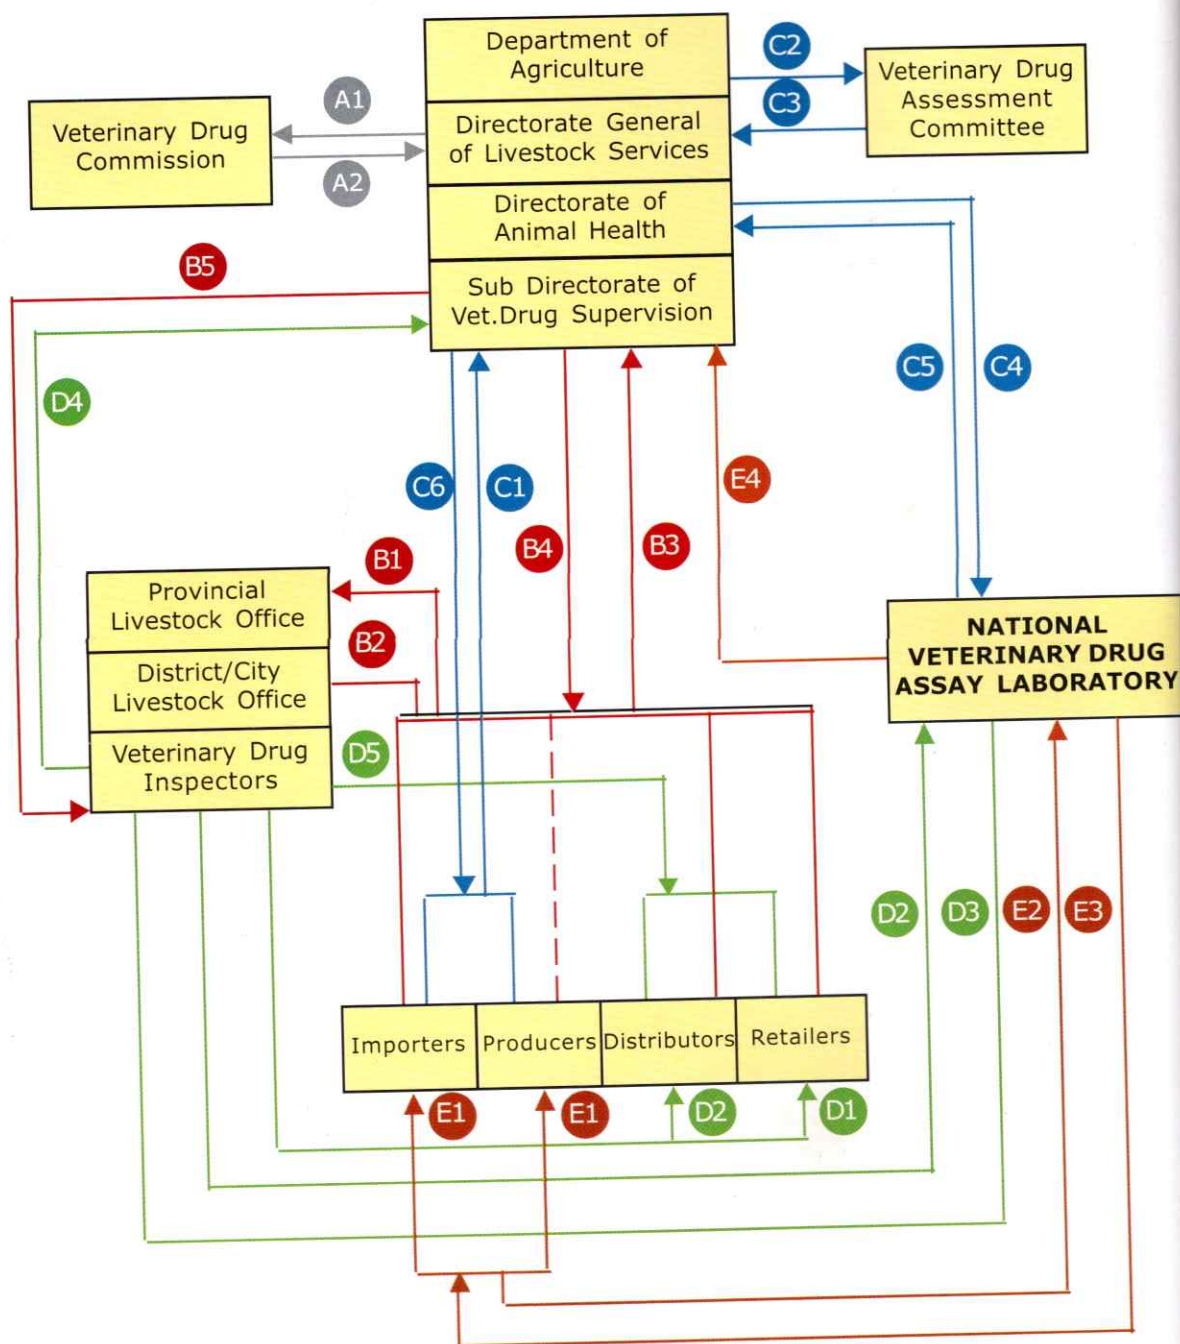 Department of
Agriculture
C2
Veterinary Drug
Assessment
Committee
C3
A1
Veterinary Drug
Commission
Directorate General
of Livestock Services
A2
Directorate of
Animal Health
B5
Sub Directorate of
Vet.Drug Supervision
D4
C5
C4
C6
C1
E4
B4
B3
B1
Provincial
Livestock Office
B2
District/City
Livestock Office
NATIONAL
VETERINARY DRUG
ASSAY LABORATORY
Veterinary Drug
Inspectors
D5
D2
D3
E2
E3
Importers
Producers
Distributors
Retailers
E1
E1
D2
D1